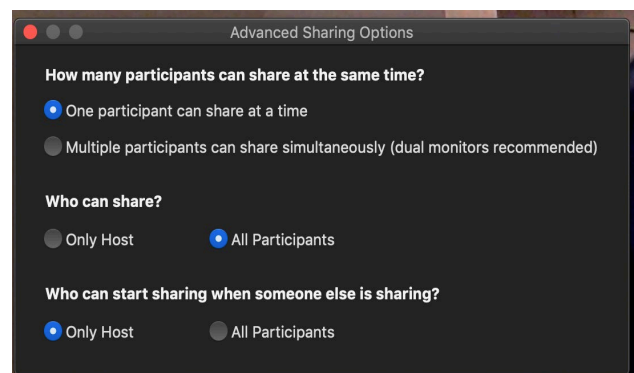 Advanced Sharing Options
How many participants can share at the same time?
One participant can share at a time
Multiple participants can share simultaneously (dual monitors recommended)
Who can share?
Only Host All Participants
Who can start sharing when someone else is sharing?
Only Host All Participants